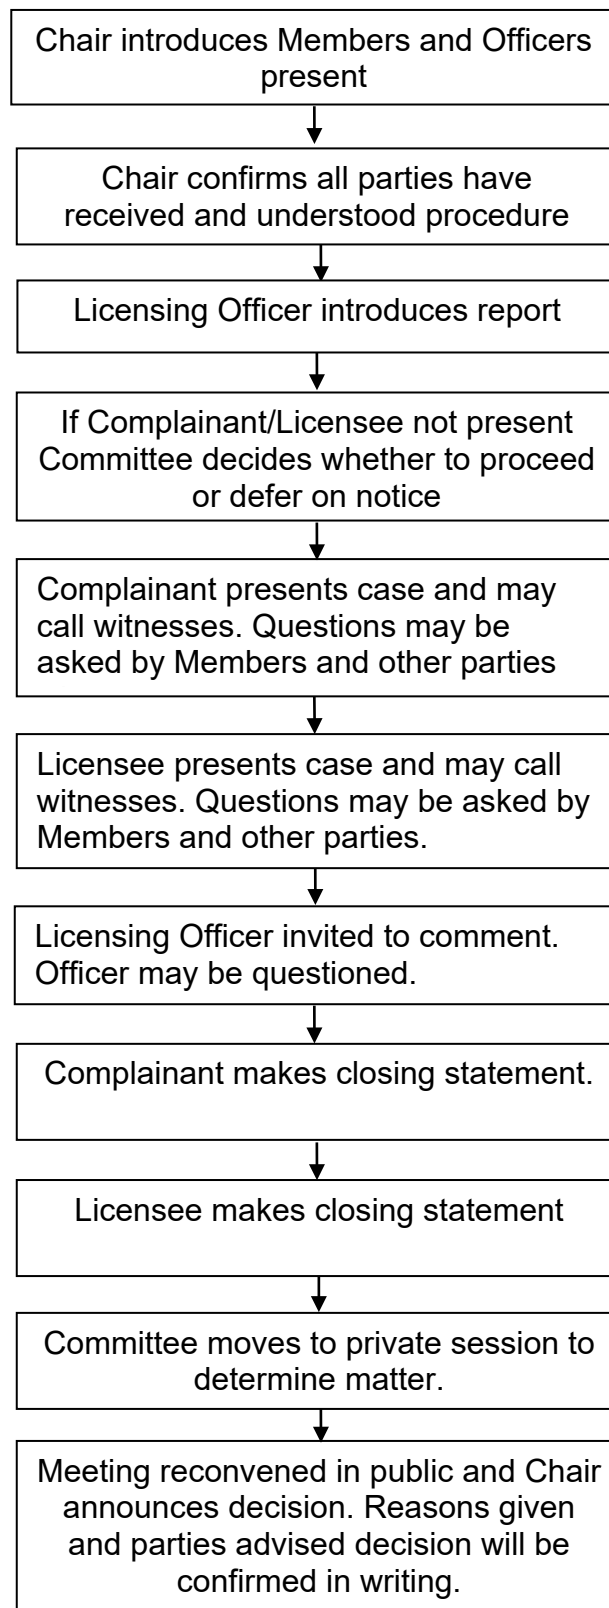 Chair introduces Members and Officers
present
Chair confirms all parties have
received and understood procedure
Licensing Officer introduces report
If Complainant/Licensee not present
Committee decides whether to proceed
or defer on notice
Complainant presents case and may
call witnesses. Questions may be
asked by Members and other parties
Licensee presents case and may call
witnesses. Questions may be asked by
Members and other parties.
Licensing Officer invited to comment.
Officer may be questioned.
Complainant makes closing statement.
Licensee makes closing statement
Committee moves to private session to
determine matter.
Meeting reconvened in public and Chair
announces decision. Reasons given
and parties advised decision will be
confirmed in writing.